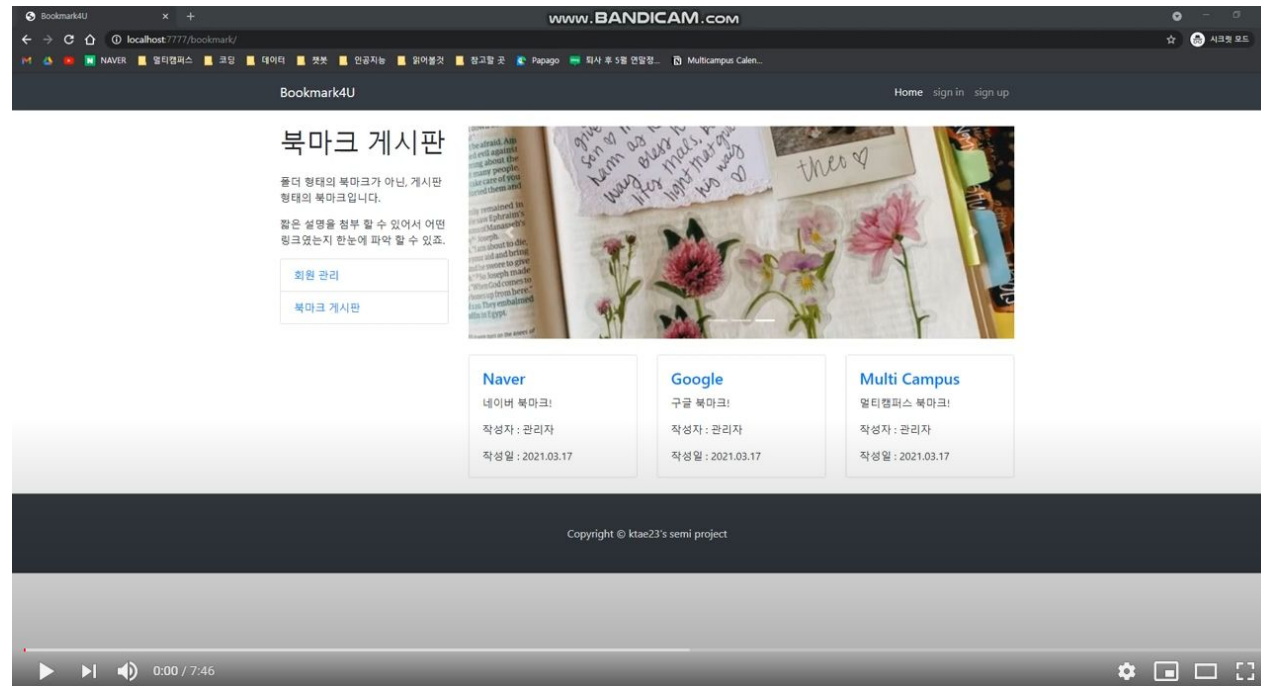 Bookmark4U
www.BANDICAM.com
localhost:7777/bookmark/
시크릿 모드
NAVER 멀티캠퍼스 코딩 데이터 챗봇 인공지능 읽어볼것 참고할 곳 Papago 퇴사 후 5월 연말정... Multicampus Calen...
Bookmark4U Home sign in sign up
북마크 게시판
폴더 형태의 북마크가 아닌, 게시판
형태의 북마크입니다.
짧은 설명을 첨부 할 수 있어서 어떤
링크였는지 한눈에 파악 할 수 있죠.
회원 관리
북마크 게시판
theo
Naver
네이버 북마크!
작성자 : 관리자
작성일 : 2021.03.17
Google
구글 북마크!
작성자 : 관리자
작성일 : 2021.03.17
Multi Campus
멀티캠퍼스 북마크!
작성자 : 관리자
작성일 : 2021.03.17
Copyright © ktae23's semi project
0:00 / 7:46